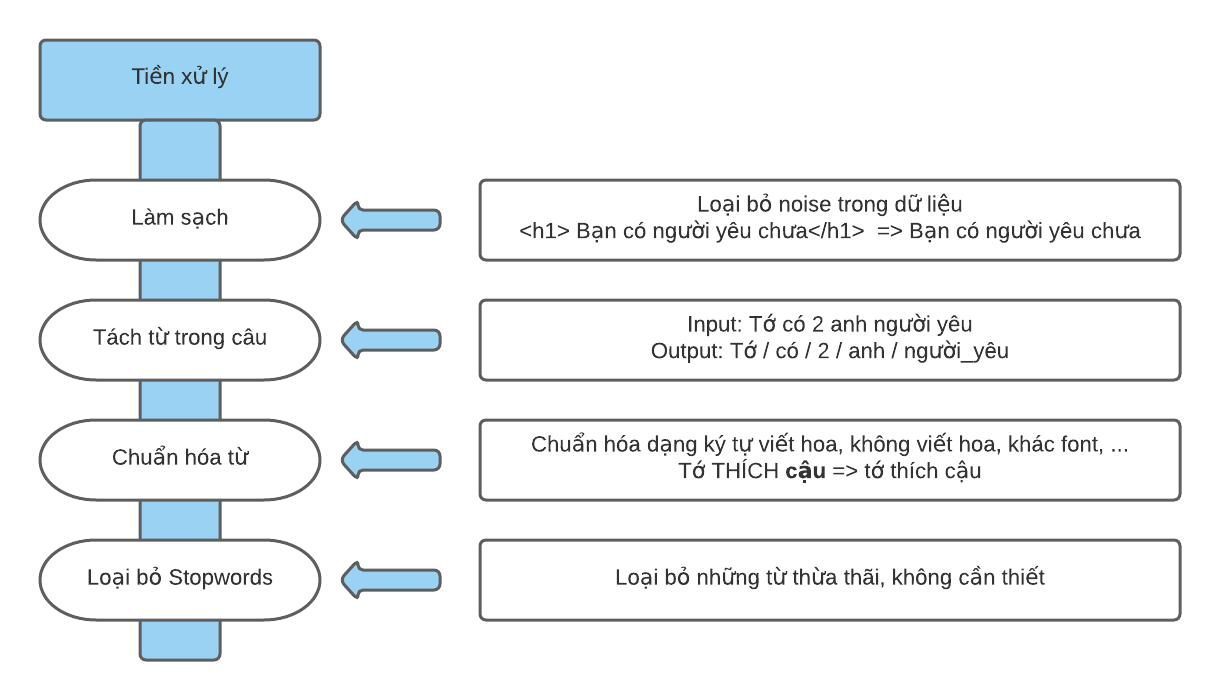 Tiền xử lý
Làm sạch
Loại bỏ noise trong dữ liệu
<h1> Bạn có người yêu chưa</h1>  => Bạn có người yêu chưa
Tách từ trong câu
Input: Tớ có 2 anh người yêu
Output: Tớ / có / 2 / anh / người_yêu
Chuẩn hóa từ
Chuẩn hóa dạng ký tự viết hoa, không viết hoa, khác font, ...
Tớ THÍCH cậu => tớ thích cậu
Loại bỏ Stopwords
Loại bỏ những từ thừa thãi, không cần thiết